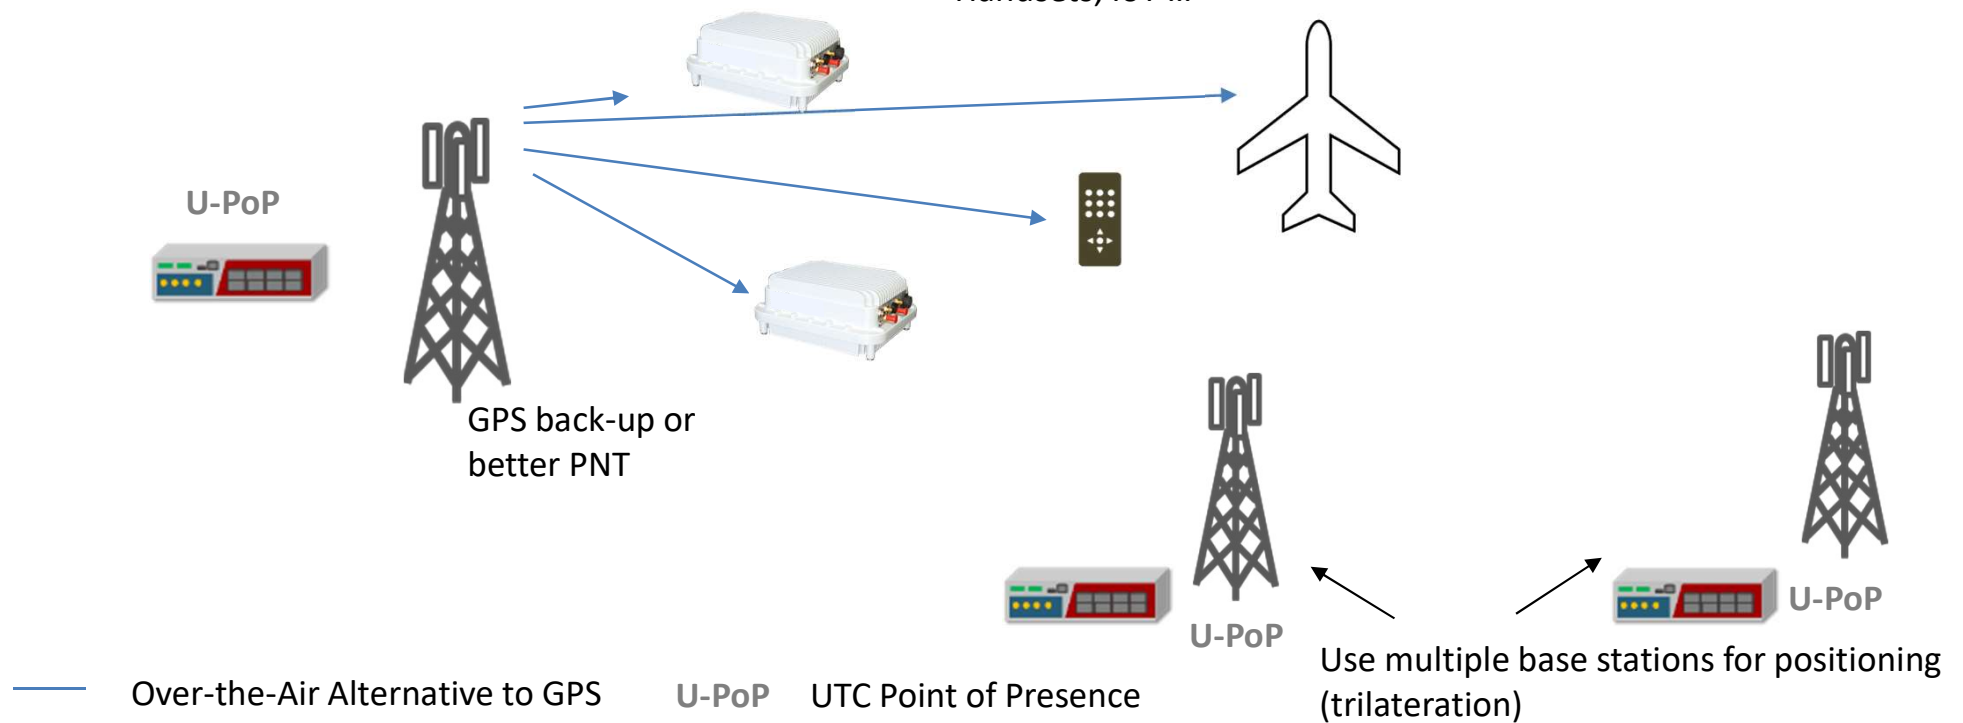 U-PoP
GPS back-up or
better PNT
U-PoP
U-PoP
Use multiple base stations for positioning
(trilateration)
Over-the-Air Alternative to GPS
U-PoP
UTC Point of Presence